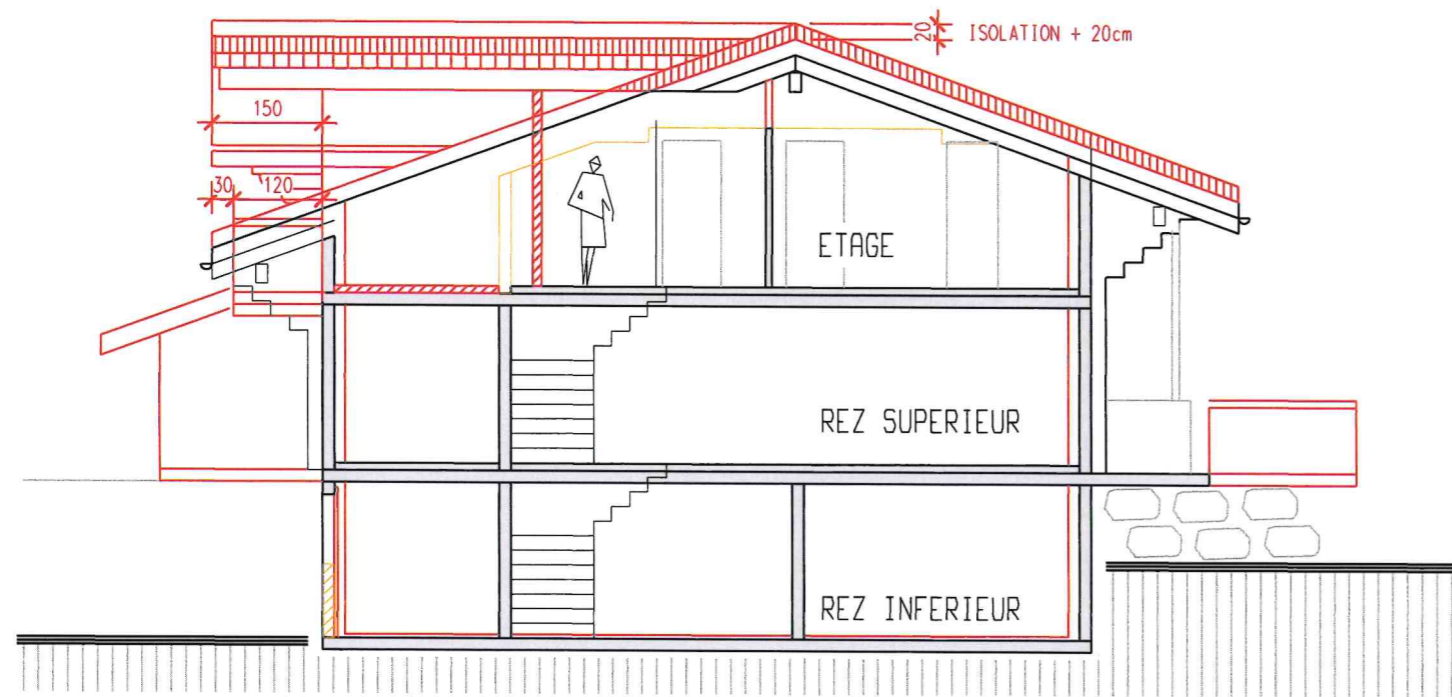 20 ISOLATION + 20cm
150
30 120
ETAGE
REZ SUPERIEUR
REZ INFERIEUR